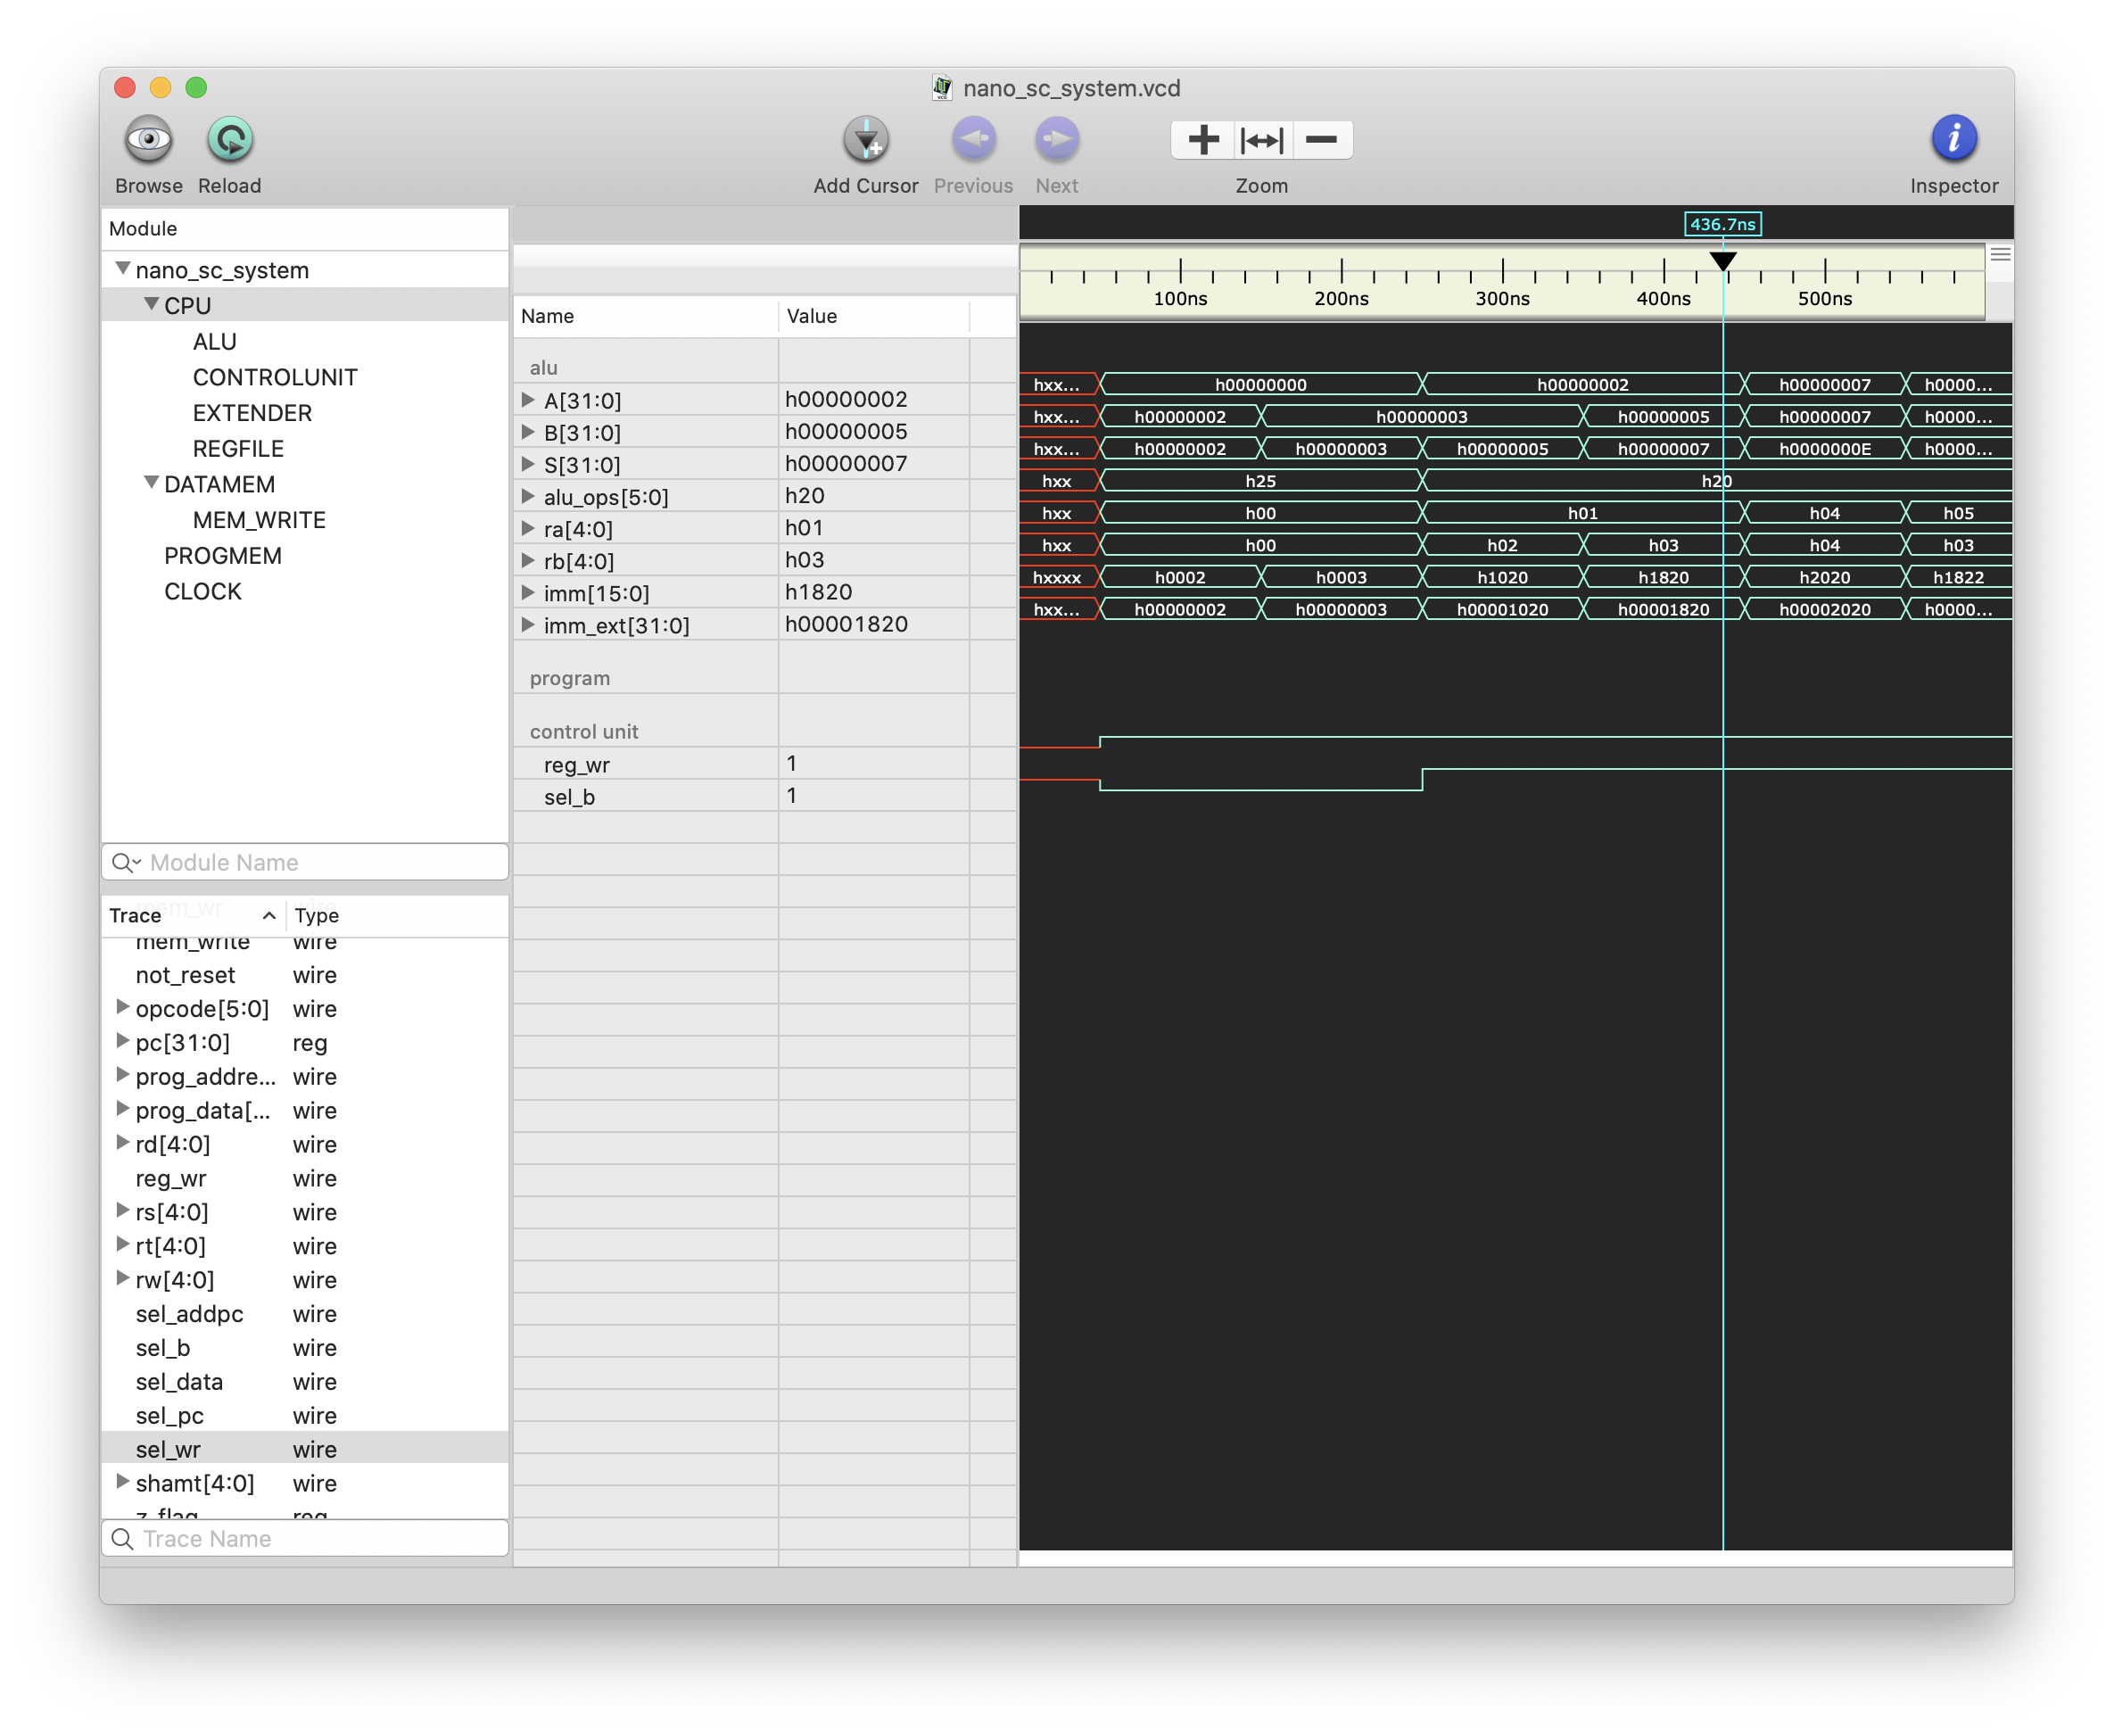 nano_sc_system.vcd
Browse Reload Add Cursor Previous Next Zoom Inspector
Module
nano_sc_system
CPU
ALU
CONTROLUNIT
EXTENDER
REGFILE
DATAMEM
MEM_WRITE
PROGMEM
CLOCK
Module Name
Trace Type
mem_wr wire
mem_write wire
not_reset wire
opcode[5:0] wire
pc[31:0] reg
prog_addre... wire
prog_data[... wire
rd[4:0] wire
reg_wr wire
rs[4:0] wire
rt[4:0] wire
rw[4:0] wire
sel_addpc wire
sel_b wire
sel_data wire
sel_pc wire
sel_wr wire
shamt[4:0] wire
z_flag reg
Trace Name
Name Value
alu
A[31:0] h00000002
B[31:0] h00000005
S[31:0] h00000007
alu_ops[5:0] h20
ra[4:0] h01
rb[4:0] h03
imm[15:0] h1820
imm_ext[31:0] h00001820
program
control unit
reg_wr 1
sel_b 1
436.7ns
100ns 200ns 300ns 400ns 500ns
hxx... h00000000 h00000002 h00000007 h0000...
hxx... h00000002 h00000003 h00000005 h00000007 h0000...
hxx... h00000002 h00000003 h00000005 h00000007 h0000000E h0000...
hxx h25 h20
hxx h00 h01 h04 h05
hxx h00 h02 h03 h04 h03
hxxxx h0002 h0003 h1020 h1820 h2020 h1822
hxx... h00000002 h00000003 h00001020 h00001820 h00002020 h0000...